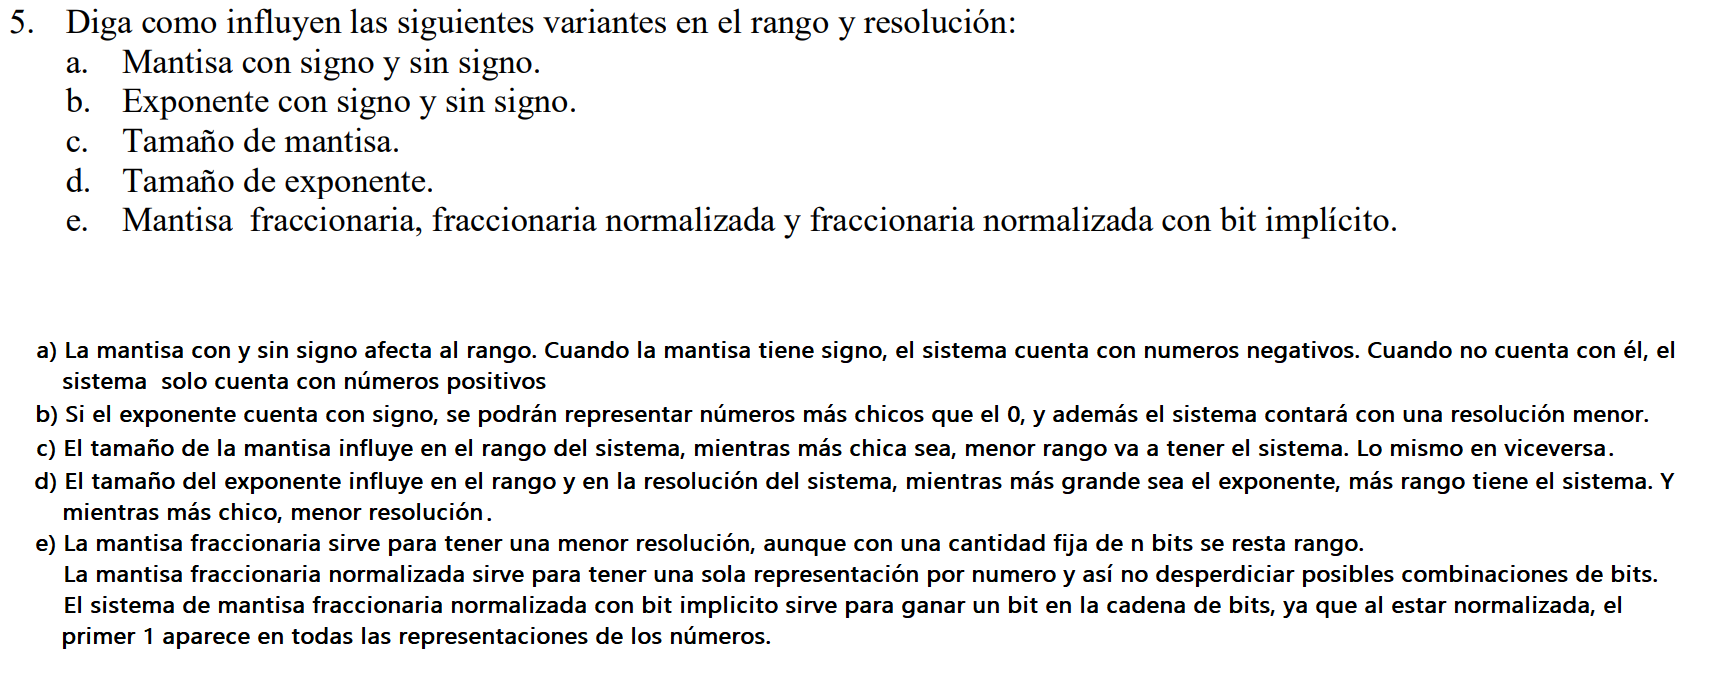 5. Diga como influyen las siguientes variantes en el rango y resolución:
a. Mantisa con signo y sin signo.
b. Exponente con signo y sin signo.
c. Tamaño de mantisa.
d. Tamaño de exponente.
e. Mantisa fraccionaria, fraccionaria normalizada y fraccionaria normalizada con bit implícito.
a) La mantisa con y sin signo afecta al rango. Cuando la mantisa tiene signo, el sistema cuenta con numeros negativos. Cuando no cuenta con él, el
sistema solo cuenta con números positivos
b) Si el exponente cuenta con signo, se podrán representar números más chicos que el 0, y además el sistema contará con una resolución menor.
c) El tamaño de la mantisa influye en el rango del sistema, mientras más chica sea, menor rango va a tener el sistema. Lo mismo en viceversa.
d) El tamaño del exponente influye en el rango y en la resolución del sistema, mientras más grande sea el exponente, más rango tiene el sistema. Y
mientras más chico, menor resolución.
e) La mantisa fraccionaria sirve para tener una menor resolución, aunque con una cantidad fija de n bits se resta rango.
La mantisa fraccionaria normalizada sirve para tener una sola representación por numero y así no desperdiciar posibles combinaciones de bits.
El sistema de mantisa fraccionaria normalizada con bit implicito sirve para ganar un bit en la cadena de bits, ya que al estar normalizada, el
primer 1 aparece en todas las representaciones de los números.